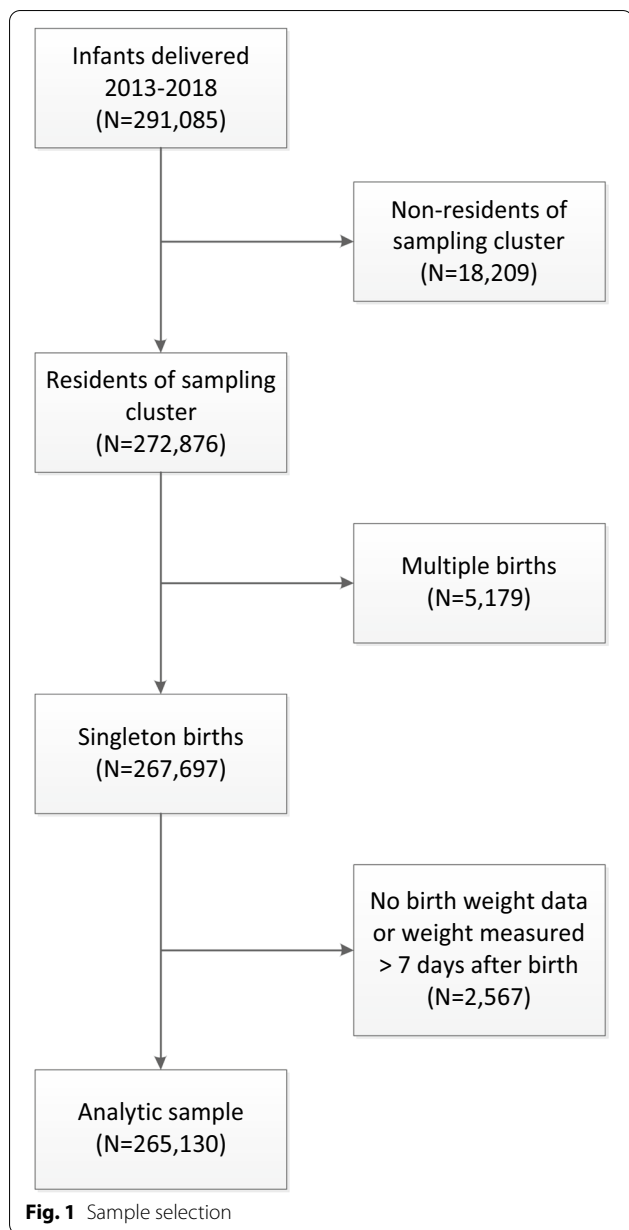 Infants delivered
2013-2018
(N=291,085)
Non-residents of
sampling cluster
(N=18,209)
Residents of sampling
cluster
(N=272,876)
Multiple births
(N=5,179)
Singleton births
(N=267,697)
No birth weight data
or weight measured
> 7 days after birth
(N=2,567)
Analytic sample
(N=265,130)
Fig. 1 Sample selection